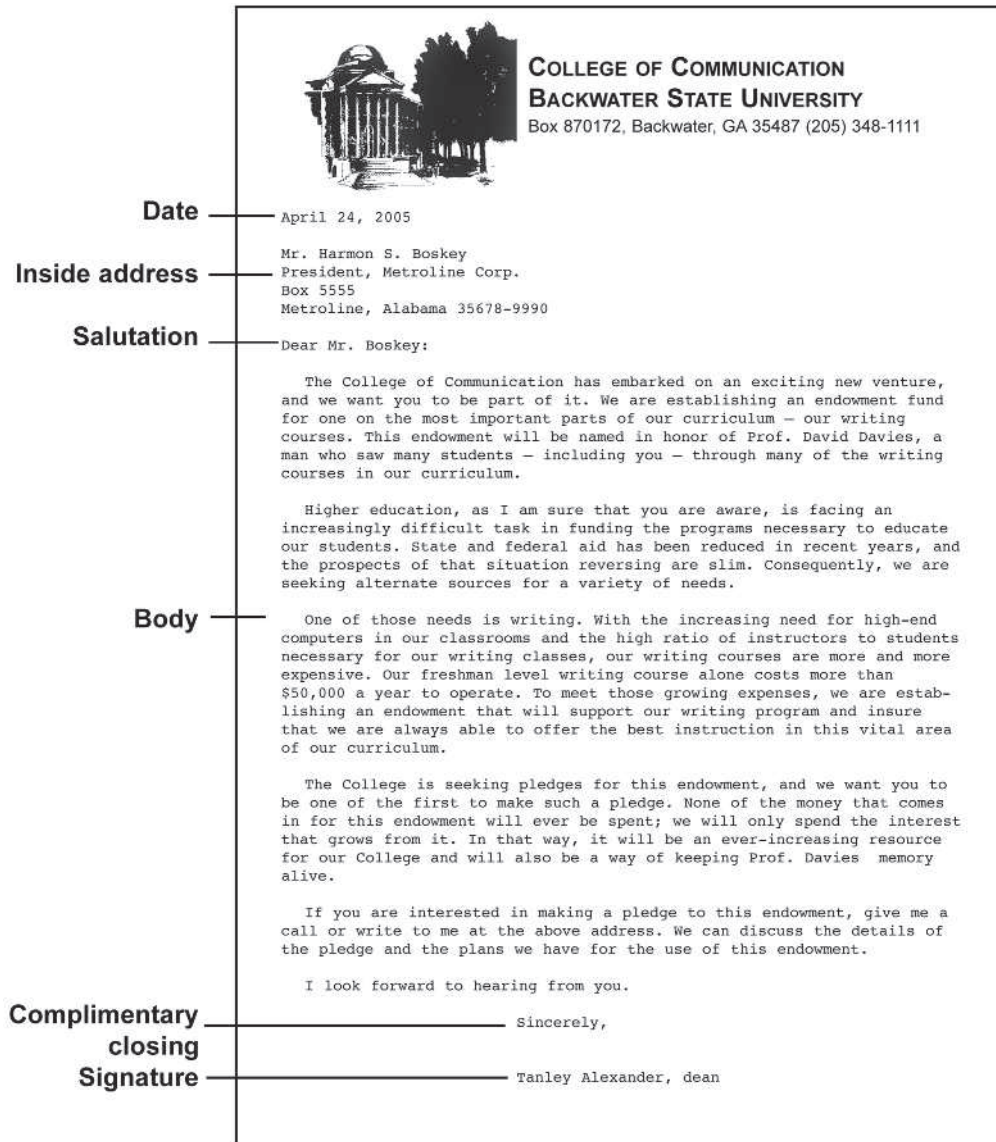 COLLEGE OF COMMUNICATION
BACKWATER STATE UNIVERSITY
Box 870172, Backwater, GA 35487 (205) 348-1111
Date
April 24, 2005
Inside address
Mr. Harmon S. Boskey
President, Metroline Corp.
Box 5555
Metroline, Alabama 35678-9990
Salutation
Dear Mr. Boskey:
The College of Communication has embarked on an exciting new venture,
and we want you to be part of it. We are establishing an endowment fund
for one on the most important parts of our curriculum — our writing
courses. This endowment will be named in honor of Prof. David Davies, a
man who saw many students — including you — through many of the writing
courses in our curriculum.
Higher education, as I am sure that you are aware, is facing an
increasingly difficult task in funding the programs necessary to educate
our students. State and federal aid has been reduced in recent years, and
the prospects of that situation reversing are slim. Consequently, we are
seeking alternate sources for a variety of needs.
Body
One of those needs is writing. With the increasing need for high-end
computers in our classrooms and the high ratio of instructors to students
necessary for our writing classes, our writing courses are more and more
expensive. Our freshman level writing course alone costs more than
$50,000 a year to operate. To meet those growing expenses, we are estab-
lishing an endowment that will support our writing program and insure
that we are always able to offer the best instruction in this vital area
of our curriculum.
The College is seeking pledges for this endowment, and we want you to
be one of the first to make such a pledge. None of the money that comes
in for this endowment will ever be spent; we will only spend the interest
that grows from it. In that way, it will be an ever-increasing resource
for our College and will also be a way of keeping Prof. Davies  memory
alive.
If you are interested in making a pledge to this endowment, give me a
call or write to me at the above address. We can discuss the details of
the pledge and the plans we have for the use of this endowment.
I look forward to hearing from you.
Complimentary
closing
Sincerely,
Signature
Tanley Alexander, dean